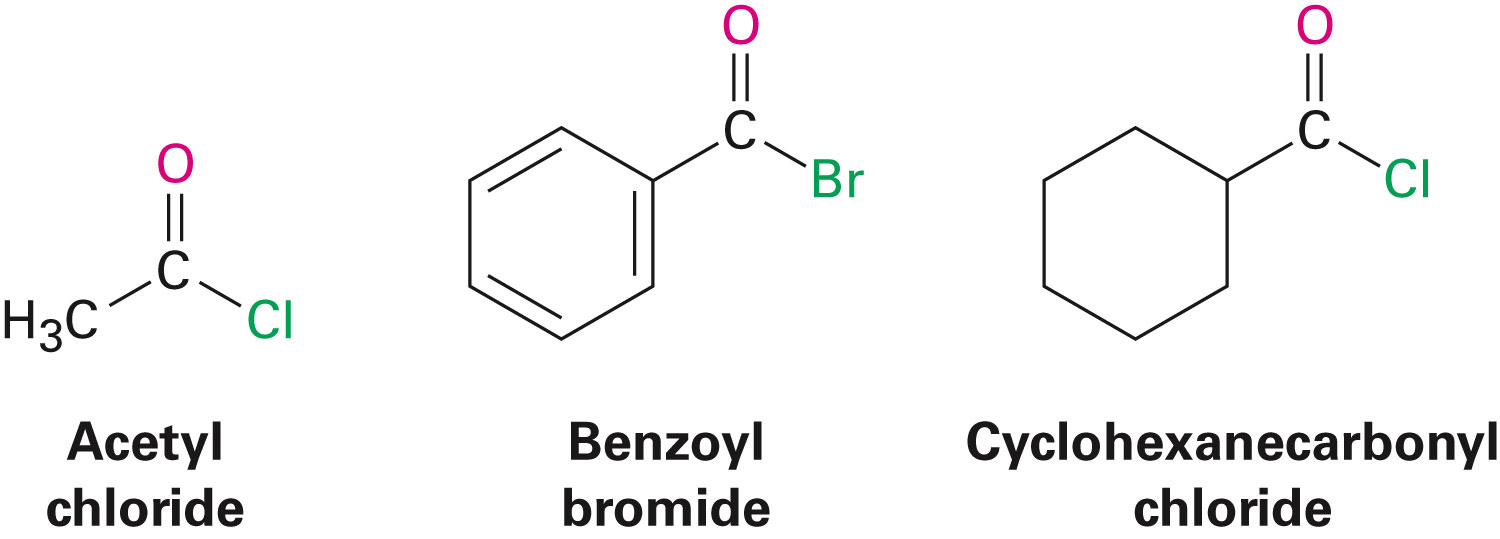 O
C
H₃C
Cl
Acetyl
chloride
O
C
Br
Benzoyl
bromide
O
C
Cl
Cyclohexanecarbonyl
chloride